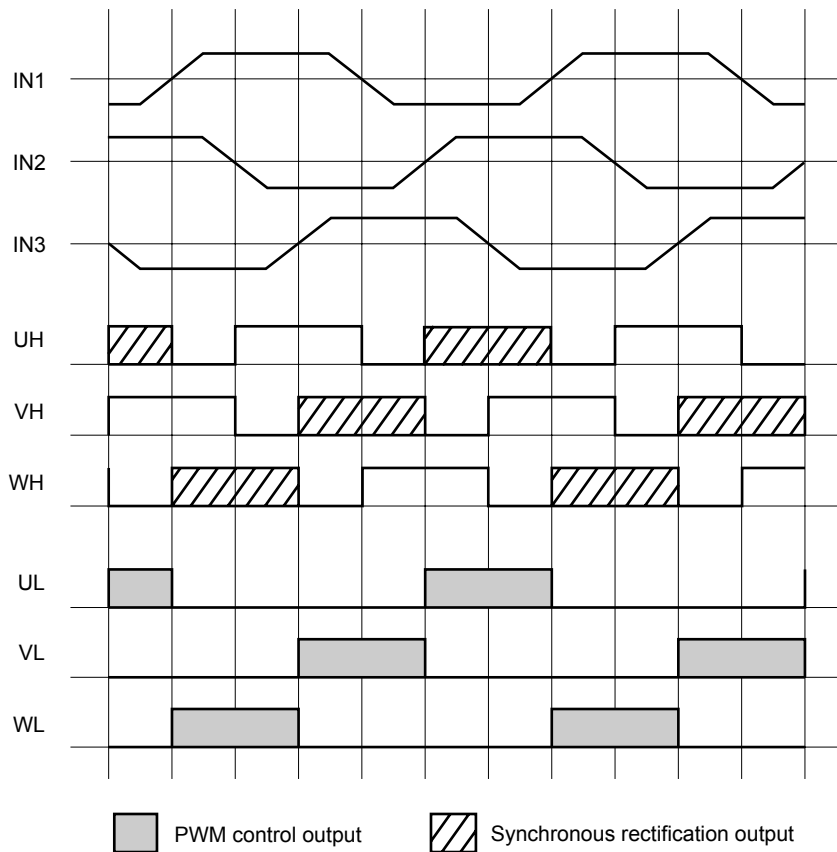 IN1
IN2
IN3
UH
VH
WH
UL
VL
WL
PWM control output
Synchronous rectification output